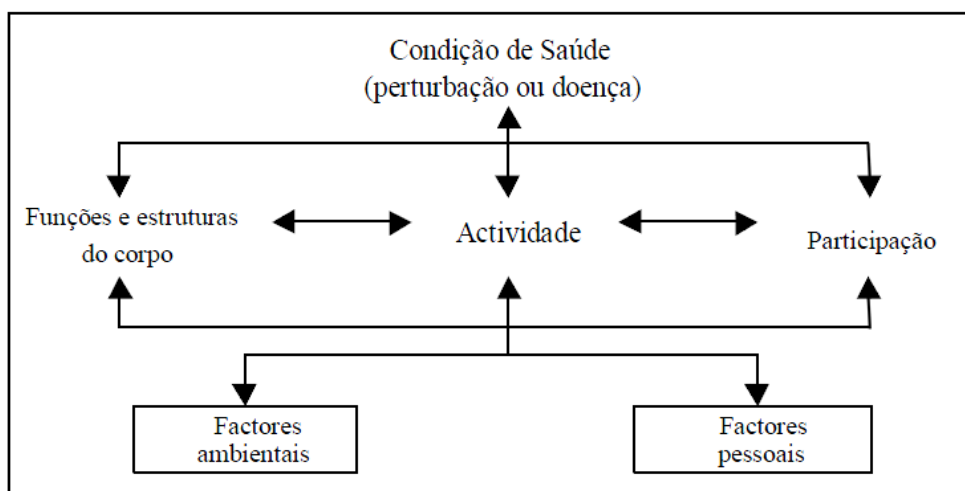 Condição de Saúde
(perturbação ou doença)
Funções e estruturas
do corpo
Actividade
Participação
Factores
ambientais
Factores
pessoais